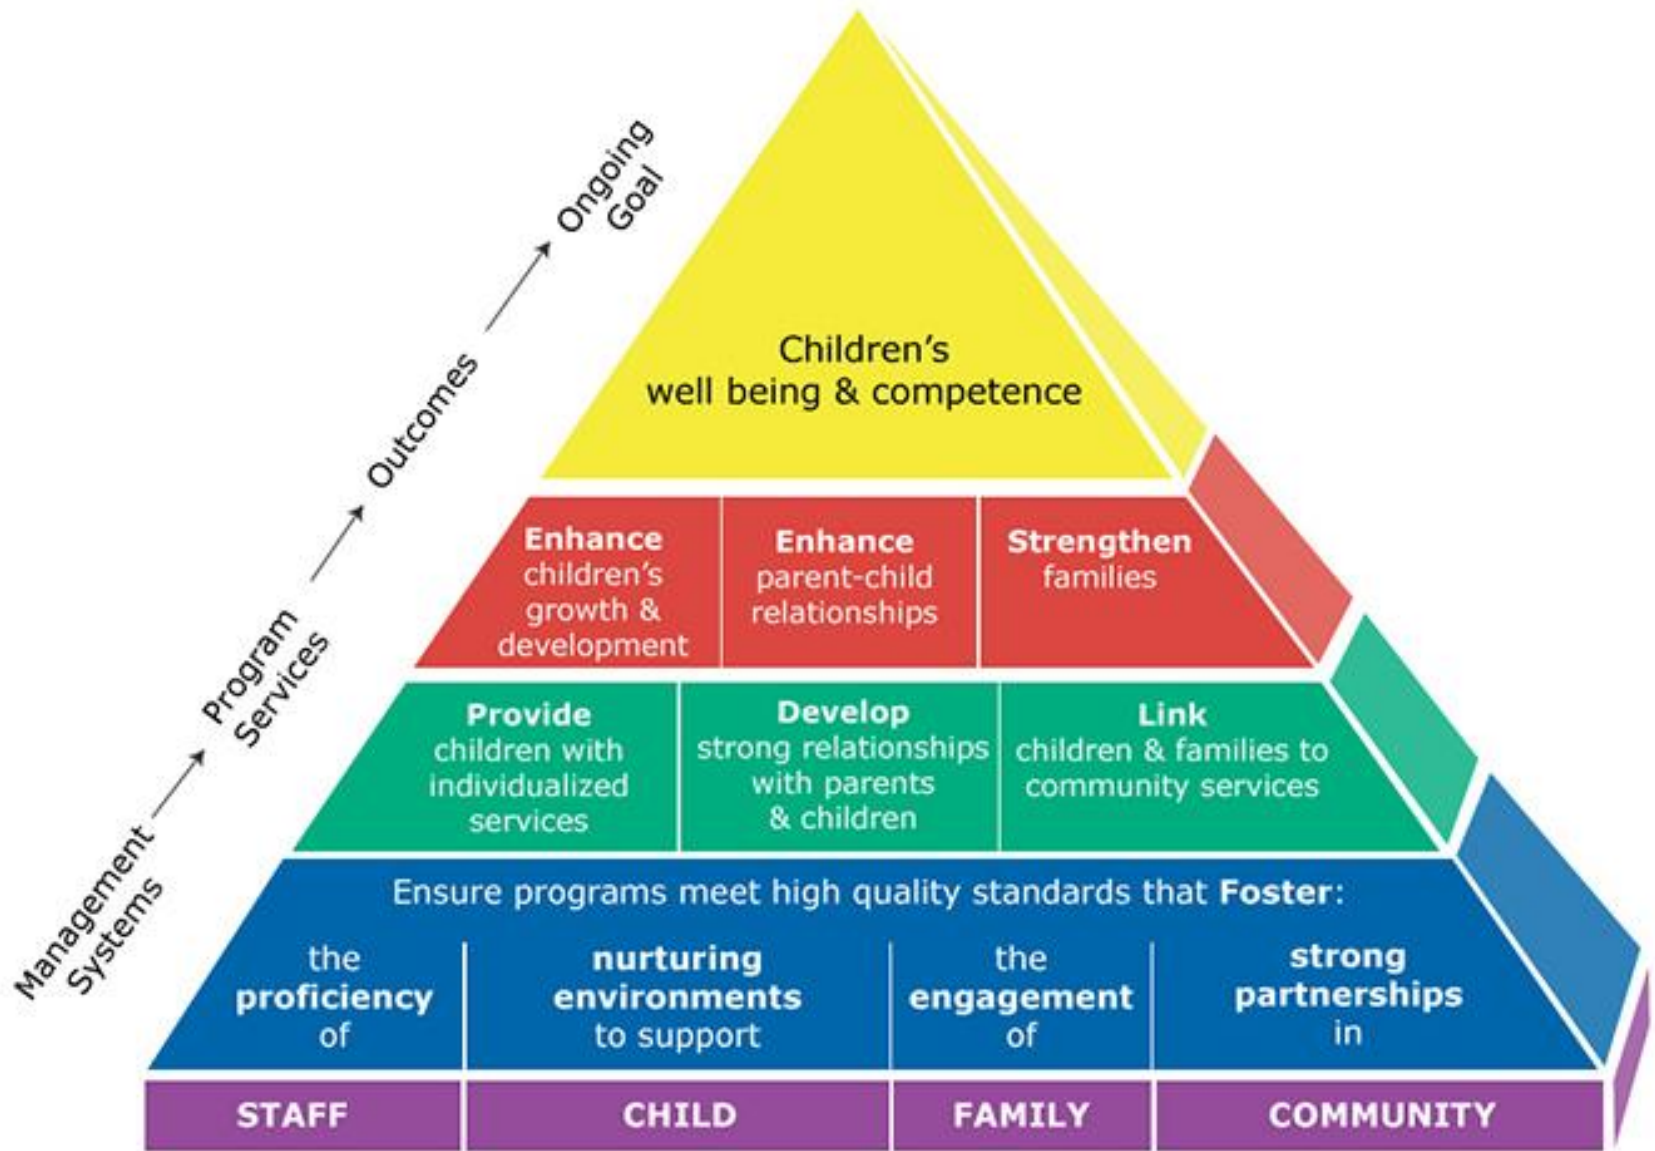 Ongoing
Goal
Outcomes
Program
Services
Management
Systems
Children’s
well being & competence
Enhance
children’s
growth &
development
Enhance
parent-child
relationships
Strengthen
families
Provide
children with
individualized
services
Develop
strong relationships
with parents
& children
Link
children & families to
community services
Ensure programs meet high quality standards that Foster:
the
proficiency
of
nurturing
environments
to support
the
engagement
of
strong
partnerships
in
STAFF
CHILD
FAMILY
COMMUNITY